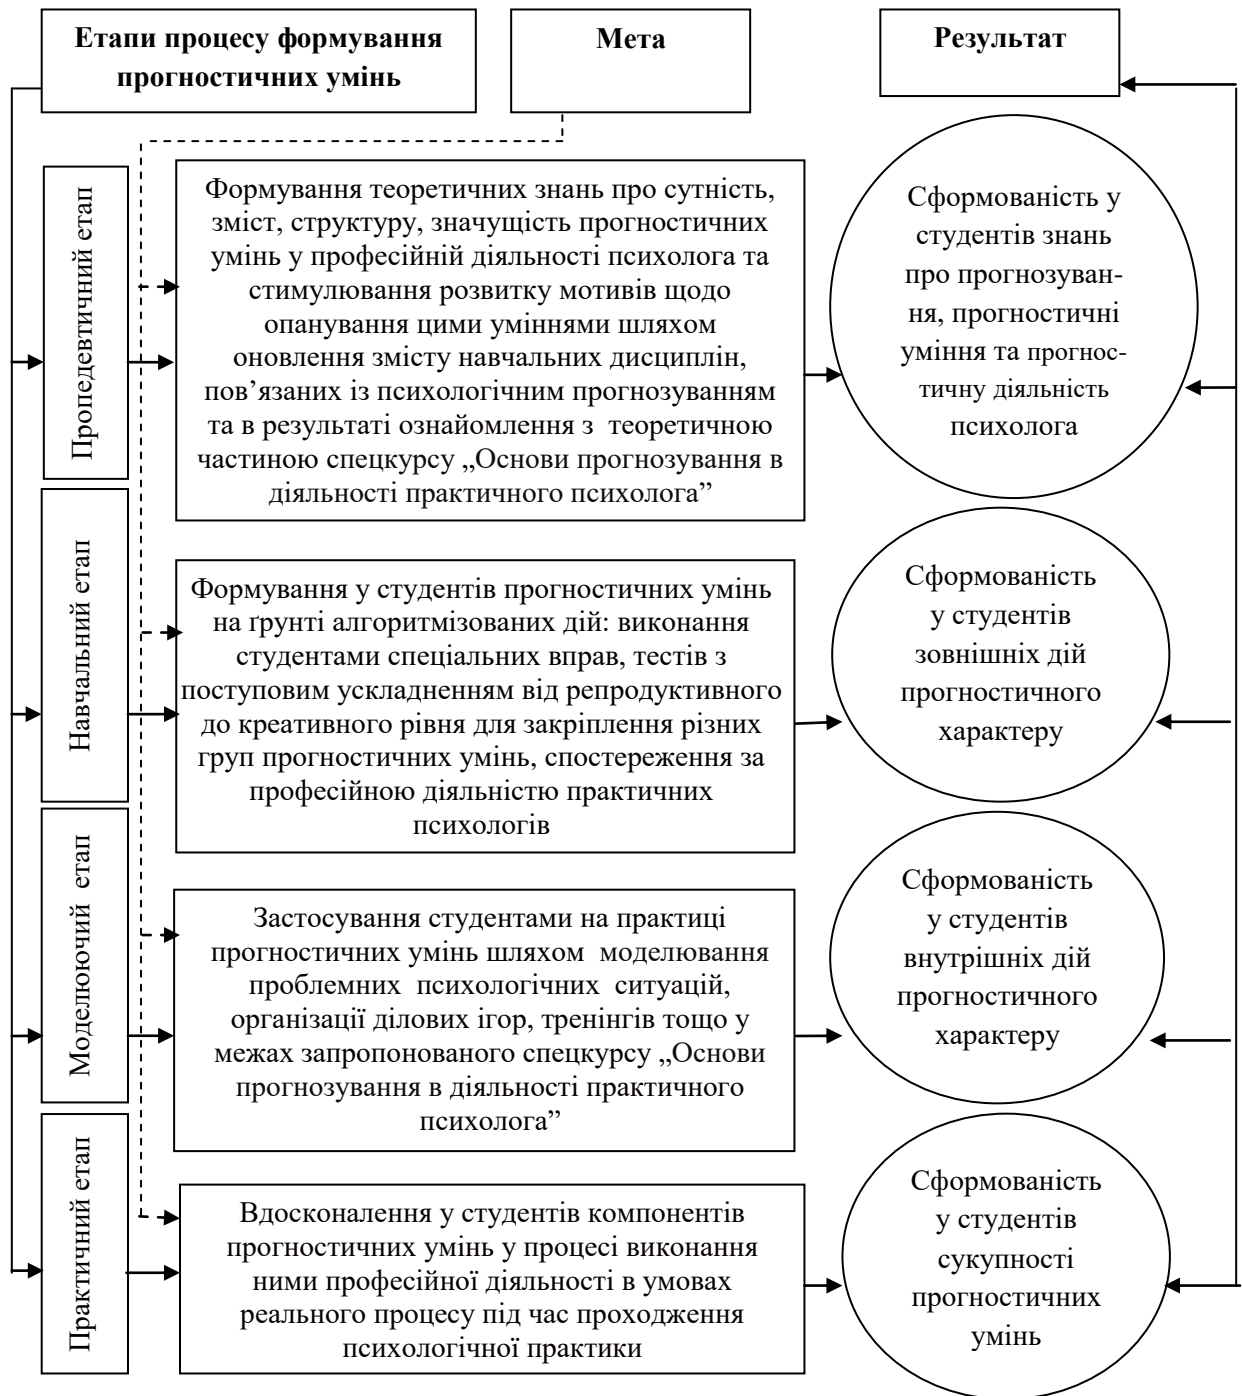 Етапи процесу формування
прогностичних умінь
Мета
Результат
Пропедевтичний етап
Формування теоретичних знань про сутність,
зміст, структуру, значущість прогностичних
умінь у професійній діяльності психолога та
стимулювання розвитку мотивів щодо
опанування цими уміннями шляхом
оновлення змісту навчальних дисциплін,
пов’язаних із психологічним прогнозуванням
та в результаті ознайомлення з теоретичною
частиною спецкурсу „Основи прогнозування в
діяльності практичного психолога”
Сформованість у
студентів знань
про прогнозуван-
ня, прогностичні
уміння та прогнос-
тичну діяльність
психолога
Навчальний етап
Формування у студентів прогностичних умінь
на ґрунті алгоритмізованих дій: виконання
студентами спеціальних вправ, тестів з
поступовим ускладненням від репродуктивного
до креативного рівня для закріплення різних
груп прогностичних умінь, спостереження за
професійною діяльністю практичних
психологів
Сформованість
у студентів
зовнішніх дій
прогностичного
характеру
Моделюючий етап
Застосування студентами на практиці
прогностичних умінь шляхом моделювання
проблемних психологічних ситуацій,
організації ділових ігор, тренінгів тощо у
межах запропонованого спецкурсу „Основи
прогнозування в діяльності практичного
психолога”
Сформованість
у студентів
внутрішніх дій
прогностичного
характеру
Практичний етап
Вдосконалення у студентів компонентів
прогностичних умінь у процесі виконання
ними професійної діяльності в умовах
реального процесу під час проходження
психологічної практики
Сформованість
у студентів
сукупності
прогностичних
умінь